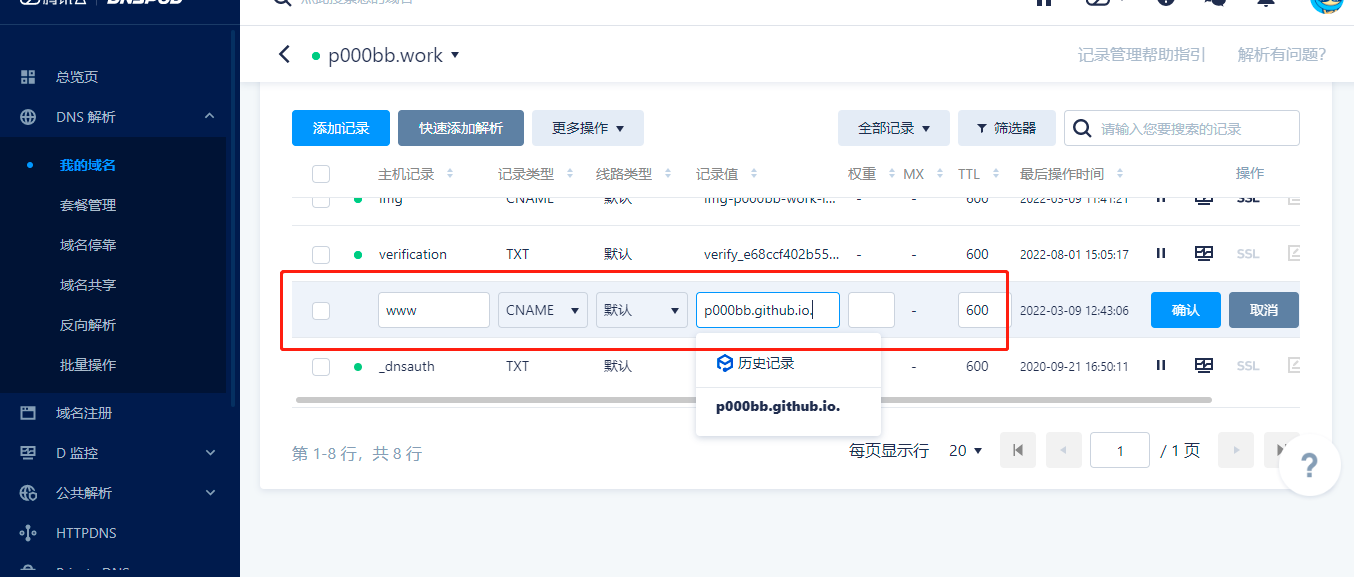 腾讯云 | DNSPOD
点此搜索您的域名
p000bb.work
记录管理帮助指引 解析有问题?
总览页
DNS 解析
我的域名
套餐管理
域名停靠
域名共享
反向解析
批量操作
域名注册
D 监控
公共解析
HTTPDNS
Private DNS
添加记录 快速添加解析 更多操作 全部记录 筛选器 请输入您要搜索的记录
主机记录 记录类型 线路类型 记录值 权重 MX TTL 最后操作时间 操作
img CNAME 默认 img-p000bb-work-i... - - 600 2022-03-09 11:41:21 SSL
verification TXT 默认 verify_e68ccf402b55... - - 600 2022-08-01 15:05:17 SSL
www CNAME 默认 p000bb.github.io. - 600 2022-03-09 12:43:06 确认 取消
_dnsauth TXT 默认 - 600 2020-09-21 16:50:11 SSL
历史记录
p000bb.github.io.
第 1-8 行，共 8 行 每页显示行 20 1 / 1 页
?